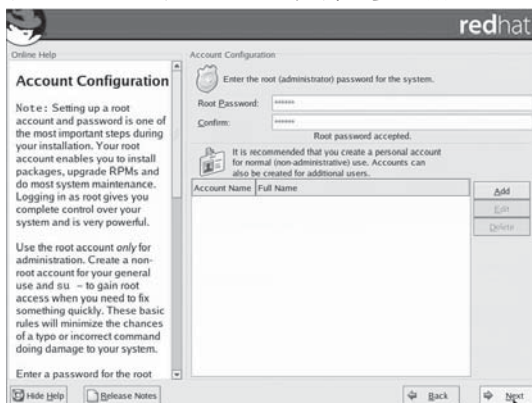 redhat
Online Help
Account Configuration
Note: Setting up a root
account and password is one of
the most important steps during
your installation. Your root
account enables you to install
packages, upgrade RPMs and
do most system maintenance.
Logging in as root gives you
complete control over your
system and is very powerful.
Use the root account only for
administration. Create a non-
root account for your general
use and su – to gain root
access when you need to fix
something quickly. These basic
rules will minimize the chances
of a typo or incorrect command
doing damage to your system.
Enter a password for the root
Account Configuration
Enter the root (administrator) password for the system.
Root Password: ******
Confirm: ******
Root password accepted.
It is recommended that you create a personal account
for normal (non-administrative) use. Accounts can
also be created for additional users.
Account Name Full Name
Add
Edit
Delete
Hide Help
Release Notes
Back
Next